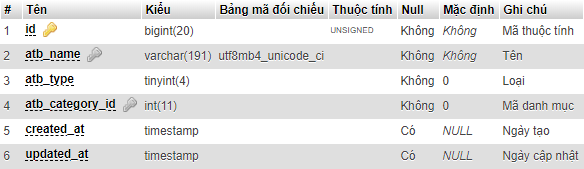 # Tên Kiểu Bảng mã đối chiếu Thuộc tính Null Mặc định Ghi chú
1 id bigint(20) UNSIGNED Không Không Mã thuộc tính
2 atb_name varchar(191) utf8mb4_unicode_ci Không Không Tên
3 atb_type tinyint(4) Không 0 Loại
4 atb_category_id int(11) Không 0 Mã danh mục
5 created_at timestamp Có NULL Ngày tạo
6 updated_at timestamp Có NULL Ngày cập nhật